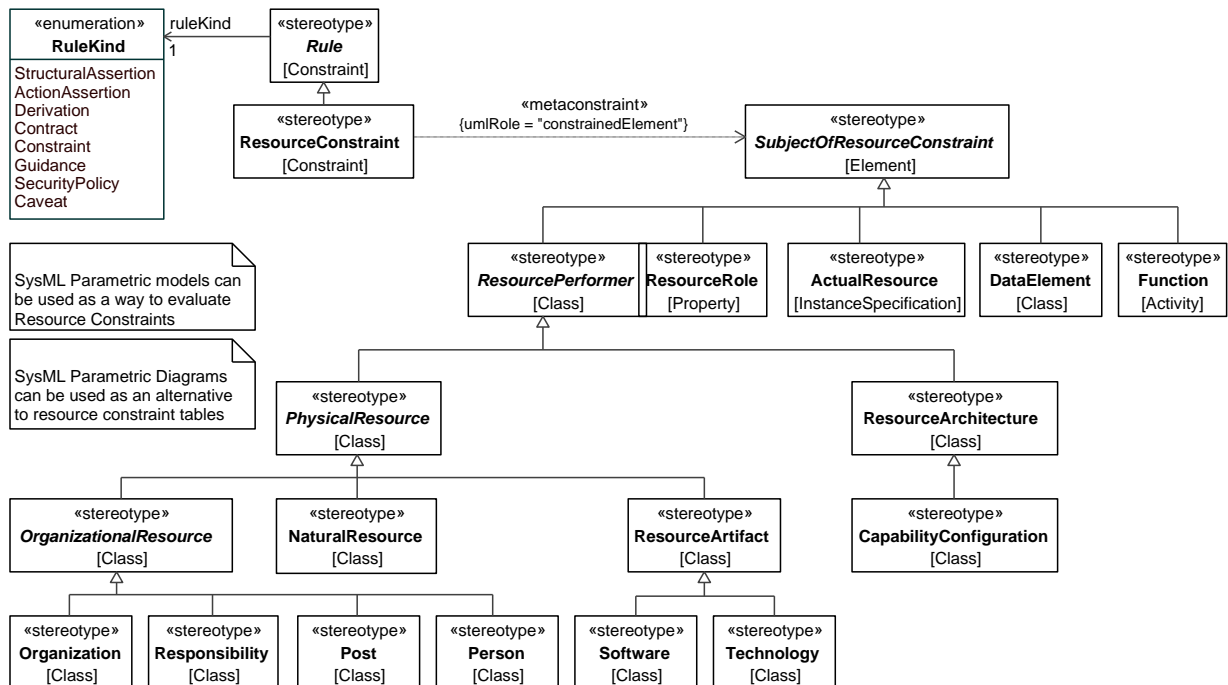 «enumeration»
RuleKind
StructuralAssertion
ActionAssertion
Derivation
Contract
Constraint
Guidance
SecurityPolicy
Caveat
ruleKind
1
«stereotype»
Rule
[Constraint]
«stereotype»
ResourceConstraint
[Constraint]
«metaconstraint»
{umlRole = "constrainedElement"}
«stereotype»
SubjectOfResourceConstraint
[Element]
SysML Parametric models can
be used as a way to evaluate
Resource Constraints
SysML Parametric Diagrams
can be used as an alternative
to resource constraint tables
«stereotype»
ResourcePerformer
[Class]
«stereotype»
ResourceRole
[Property]
«stereotype»
ActualResource
[InstanceSpecification]
«stereotype»
DataElement
[Class]
«stereotype»
Function
[Activity]
«stereotype»
PhysicalResource
[Class]
«stereotype»
ResourceArchitecture
[Class]
«stereotype»
OrganizationalResource
[Class]
«stereotype»
NaturalResource
[Class]
«stereotype»
ResourceArtifact
[Class]
«stereotype»
CapabilityConfiguration
[Class]
«stereotype»
Organization
[Class]
«stereotype»
Responsibility
[Class]
«stereotype»
Post
[Class]
«stereotype»
Person
[Class]
«stereotype»
Software
[Class]
«stereotype»
Technology
[Class]